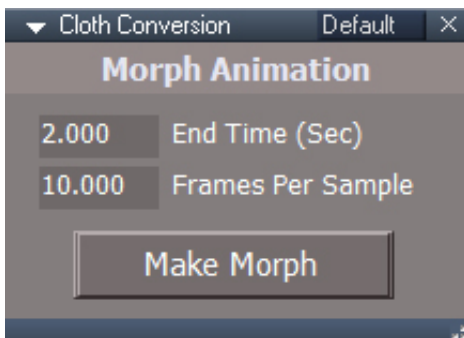 Cloth Conversion Default
Morph Animation
2.000 End Time (Sec)
10.000 Frames Per Sample
Make Morph